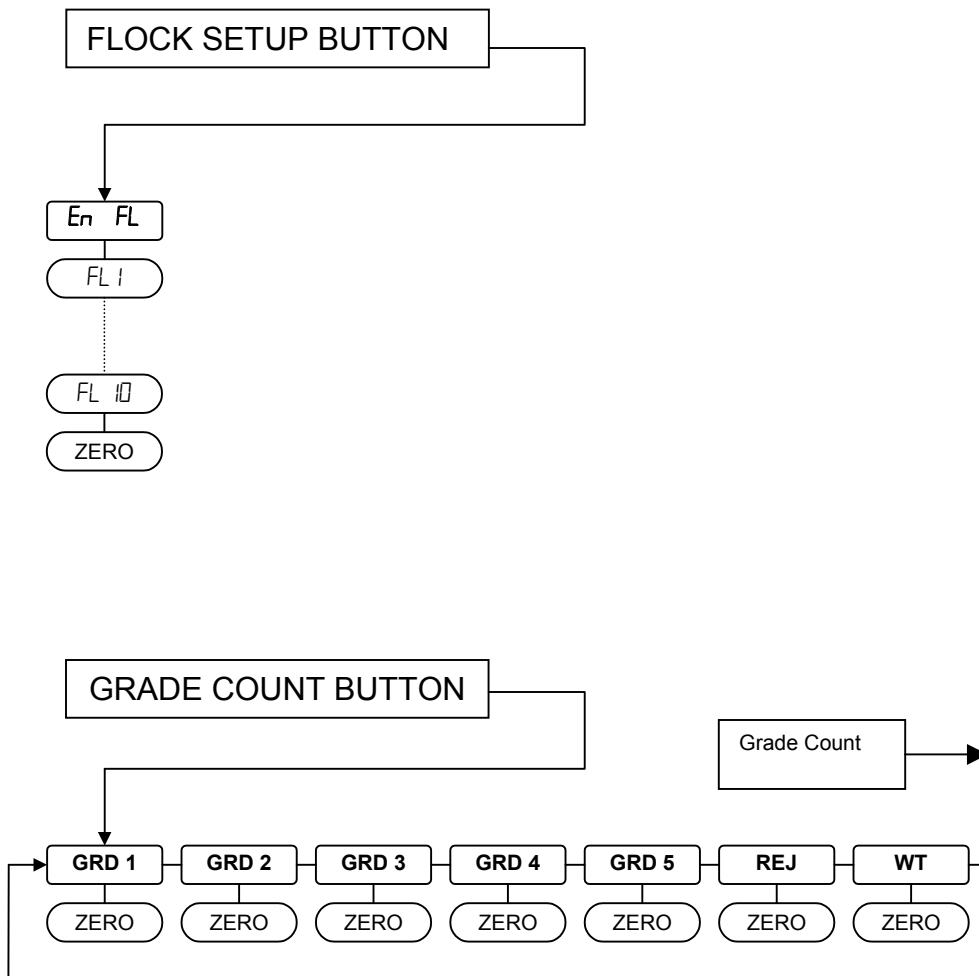 FLOCK SETUP BUTTON
En FL
FL 1
FL 10
ZERO
GRADE COUNT BUTTON
Grade Count
GRD 1 GRD 2 GRD 3 GRD 4 GRD 5 REJ WT
ZERO ZERO ZERO ZERO ZERO ZERO ZERO